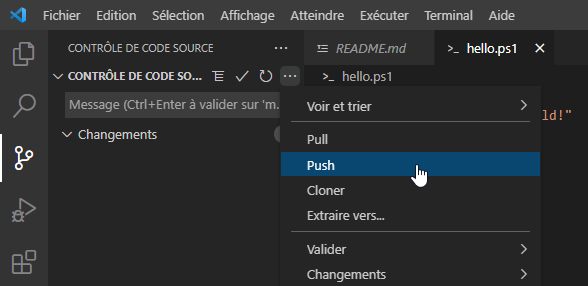 Fichier Edition Sélection Affichage Atteindre Exécuter Terminal Aide
CONTRÔLE DE CODE SOURCE
README.md
hello.ps1
CONTRÔLE DE CODE SO...
hello.ps1
Message (Ctrl+Enter à valider sur 'm...
Changements
ld!"
Voir et trier
Pull
Push
Cloner
Extraire vers...
Valider
Changements